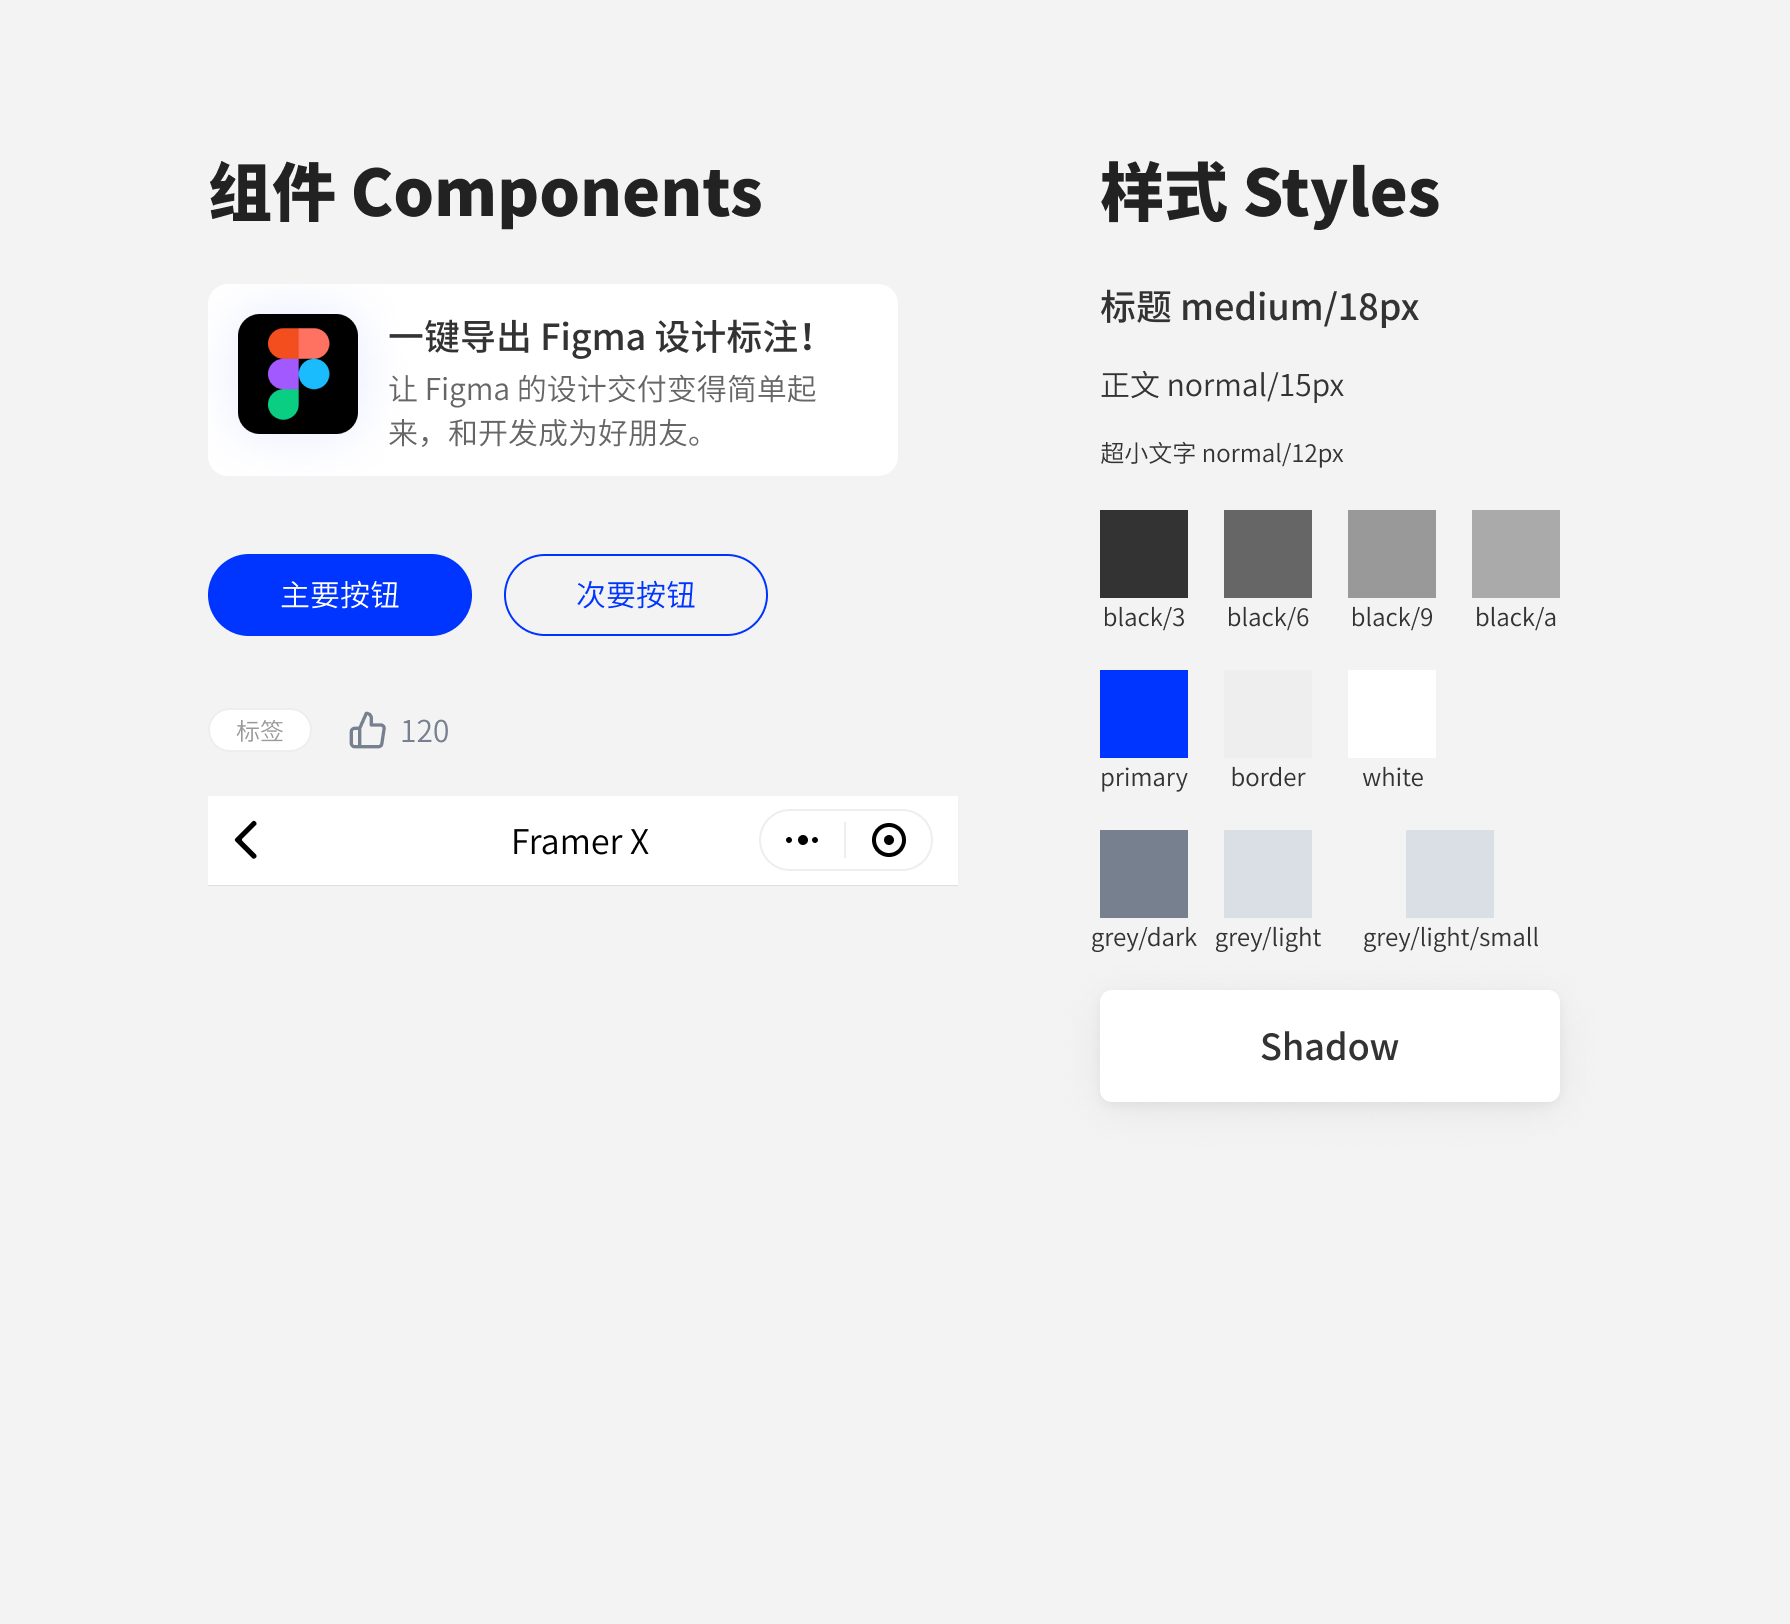 组件 Components
一键导出 Figma 设计标注！
让 Figma 的设计交付变得简单起
来，和开发成为好朋友。
主要按钮
次要按钮
标签
120
Framer X
样式 Styles
标题 medium/18px
正文 normal/15px
超小文字 normal/12px
black/3
black/6
black/9
black/a
primary
border
white
grey/dark
grey/light
grey/light/small
Shadow